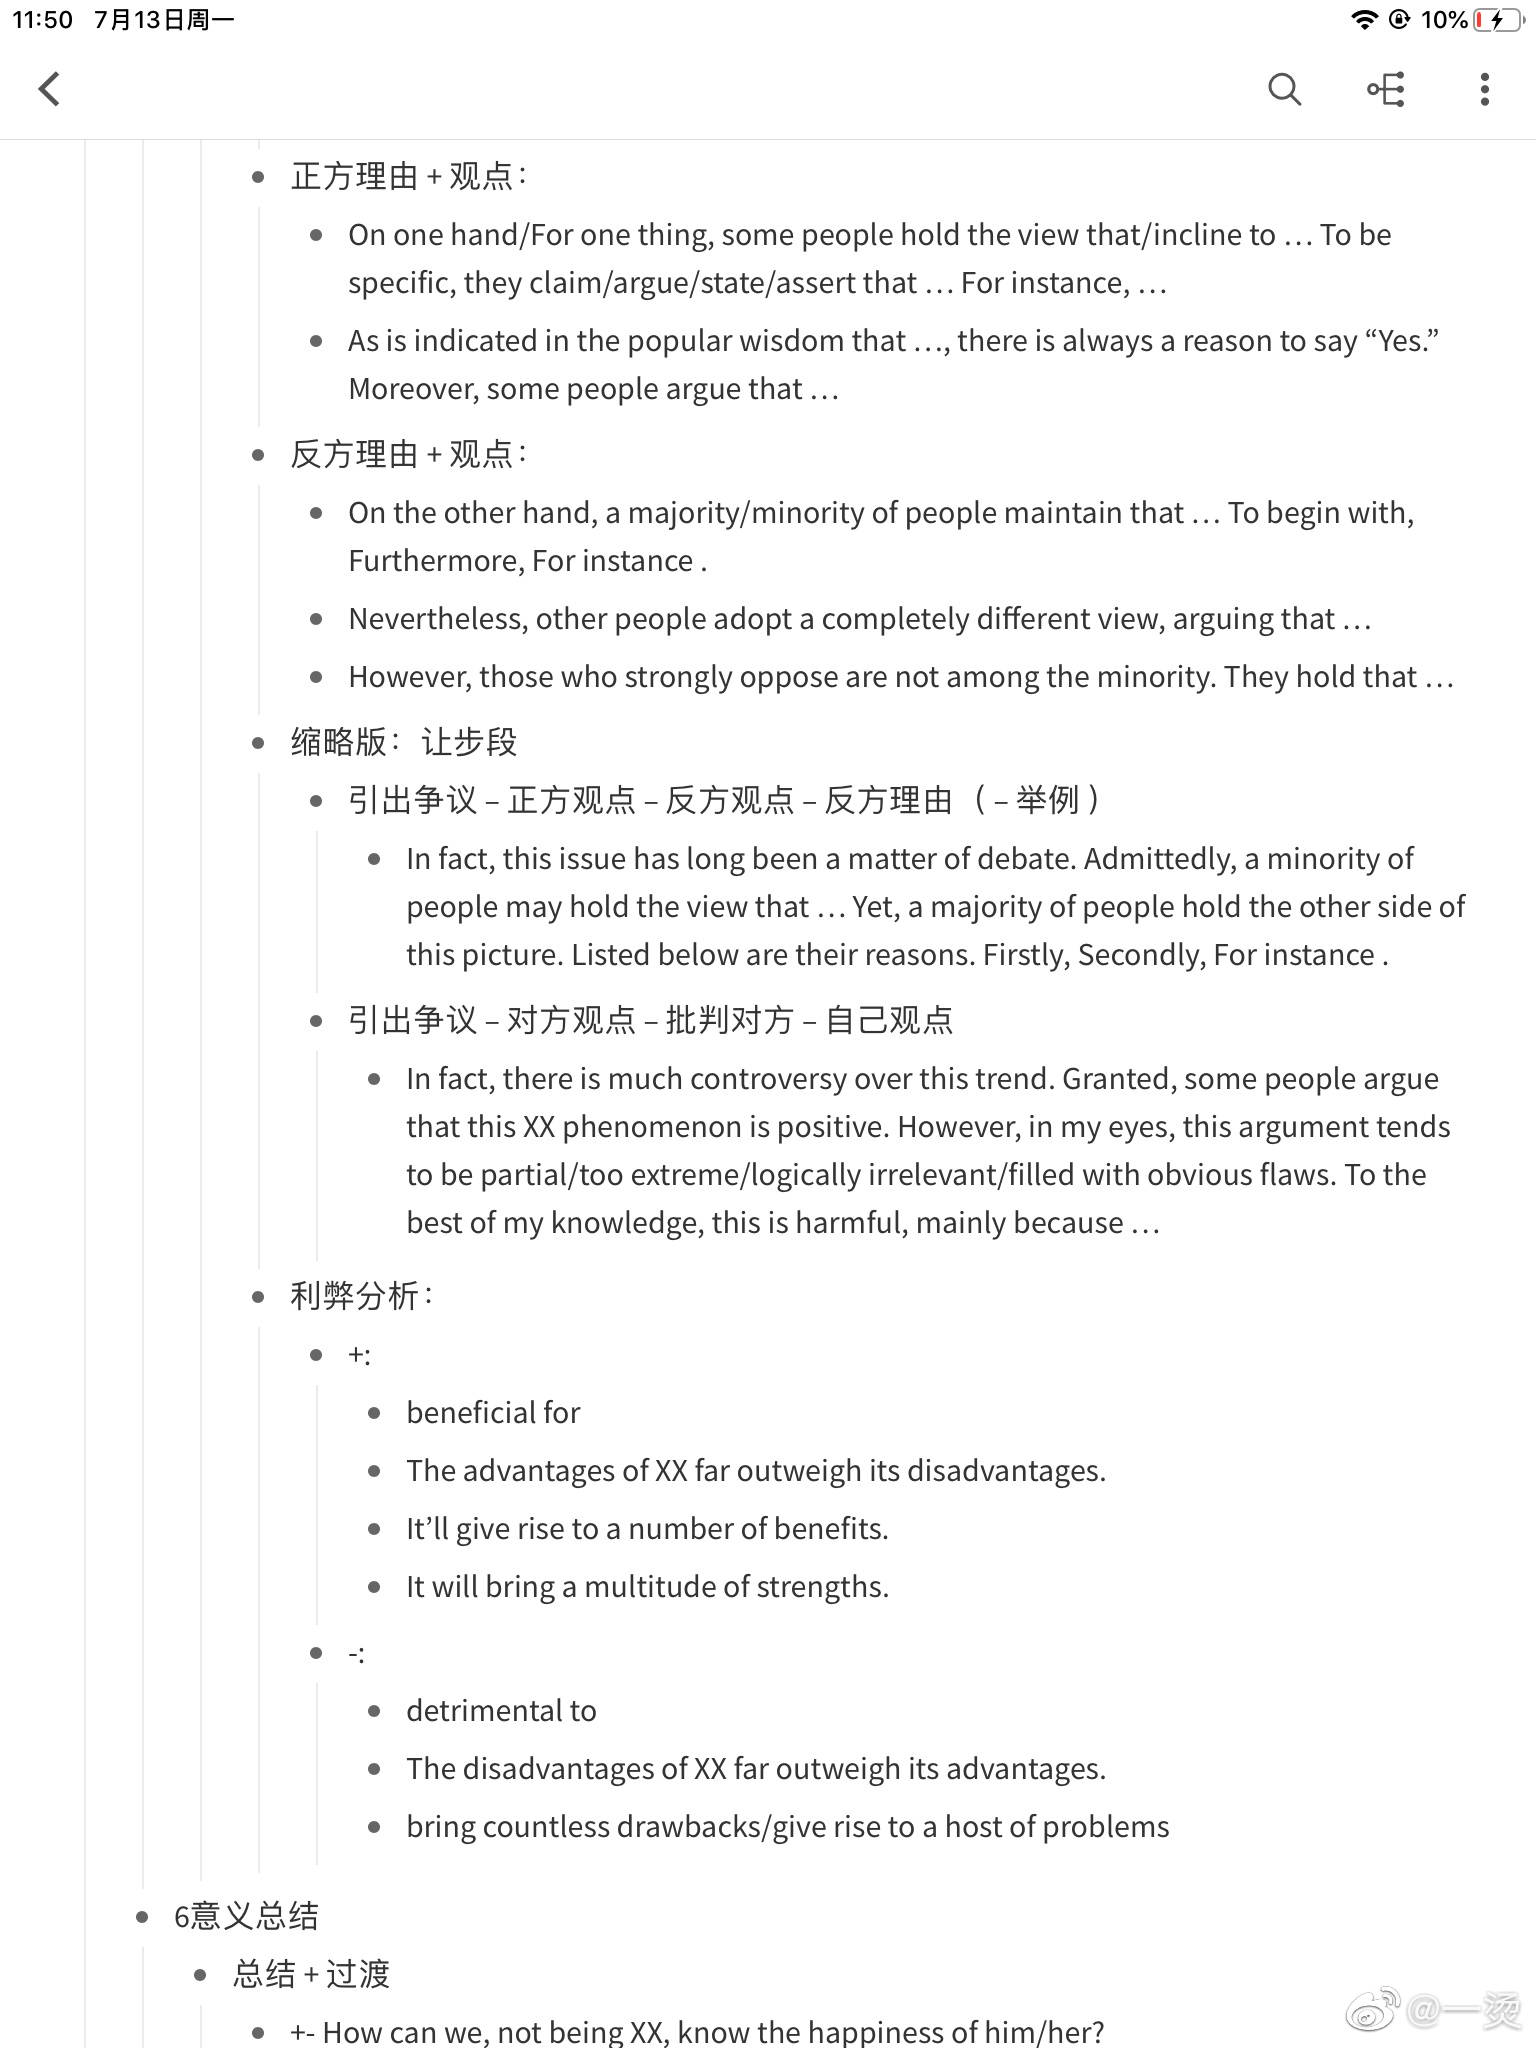 11:50 7月13日周一 10%
正方理由 + 观点：
On one hand/For one thing, some people hold the view that/incline to … To be
specific, they claim/argue/state/assert that … For instance, …
As is indicated in the popular wisdom that …, there is always a reason to say “Yes.”
Moreover, some people argue that …
反方理由 + 观点：
On the other hand, a majority/minority of people maintain that … To begin with,
Furthermore, For instance .
Nevertheless, other people adopt a completely different view, arguing that …
However, those who strongly oppose are not among the minority. They hold that …
缩略版： 让步段
引出争议 – 正方观点 – 反方观点 – 反方理由（ – 举例 ）
In fact, this issue has long been a matter of debate. Admittedly, a minority of
people may hold the view that … Yet, a majority of people hold the other side of
this picture. Listed below are their reasons. Firstly, Secondly, For instance .
引出争议 – 对方观点 – 批判对方 – 自己观点
In fact, there is much controversy over this trend. Granted, some people argue
that this XX phenomenon is positive. However, in my eyes, this argument tends
to be partial/too extreme/logically irrelevant/filled with obvious flaws. To the
best of my knowledge, this is harmful, mainly because …
利弊分析：
+:
beneficial for
The advantages of XX far outweigh its disadvantages.
It’ll give rise to a number of benefits.
It will bring a multitude of strengths.
-:
detrimental to
The disadvantages of XX far outweigh its advantages.
bring countless drawbacks/give rise to a host of problems
6意义总结
总结 + 过渡
+- How can we, not being XX, know the happiness of him/her?
@一烫